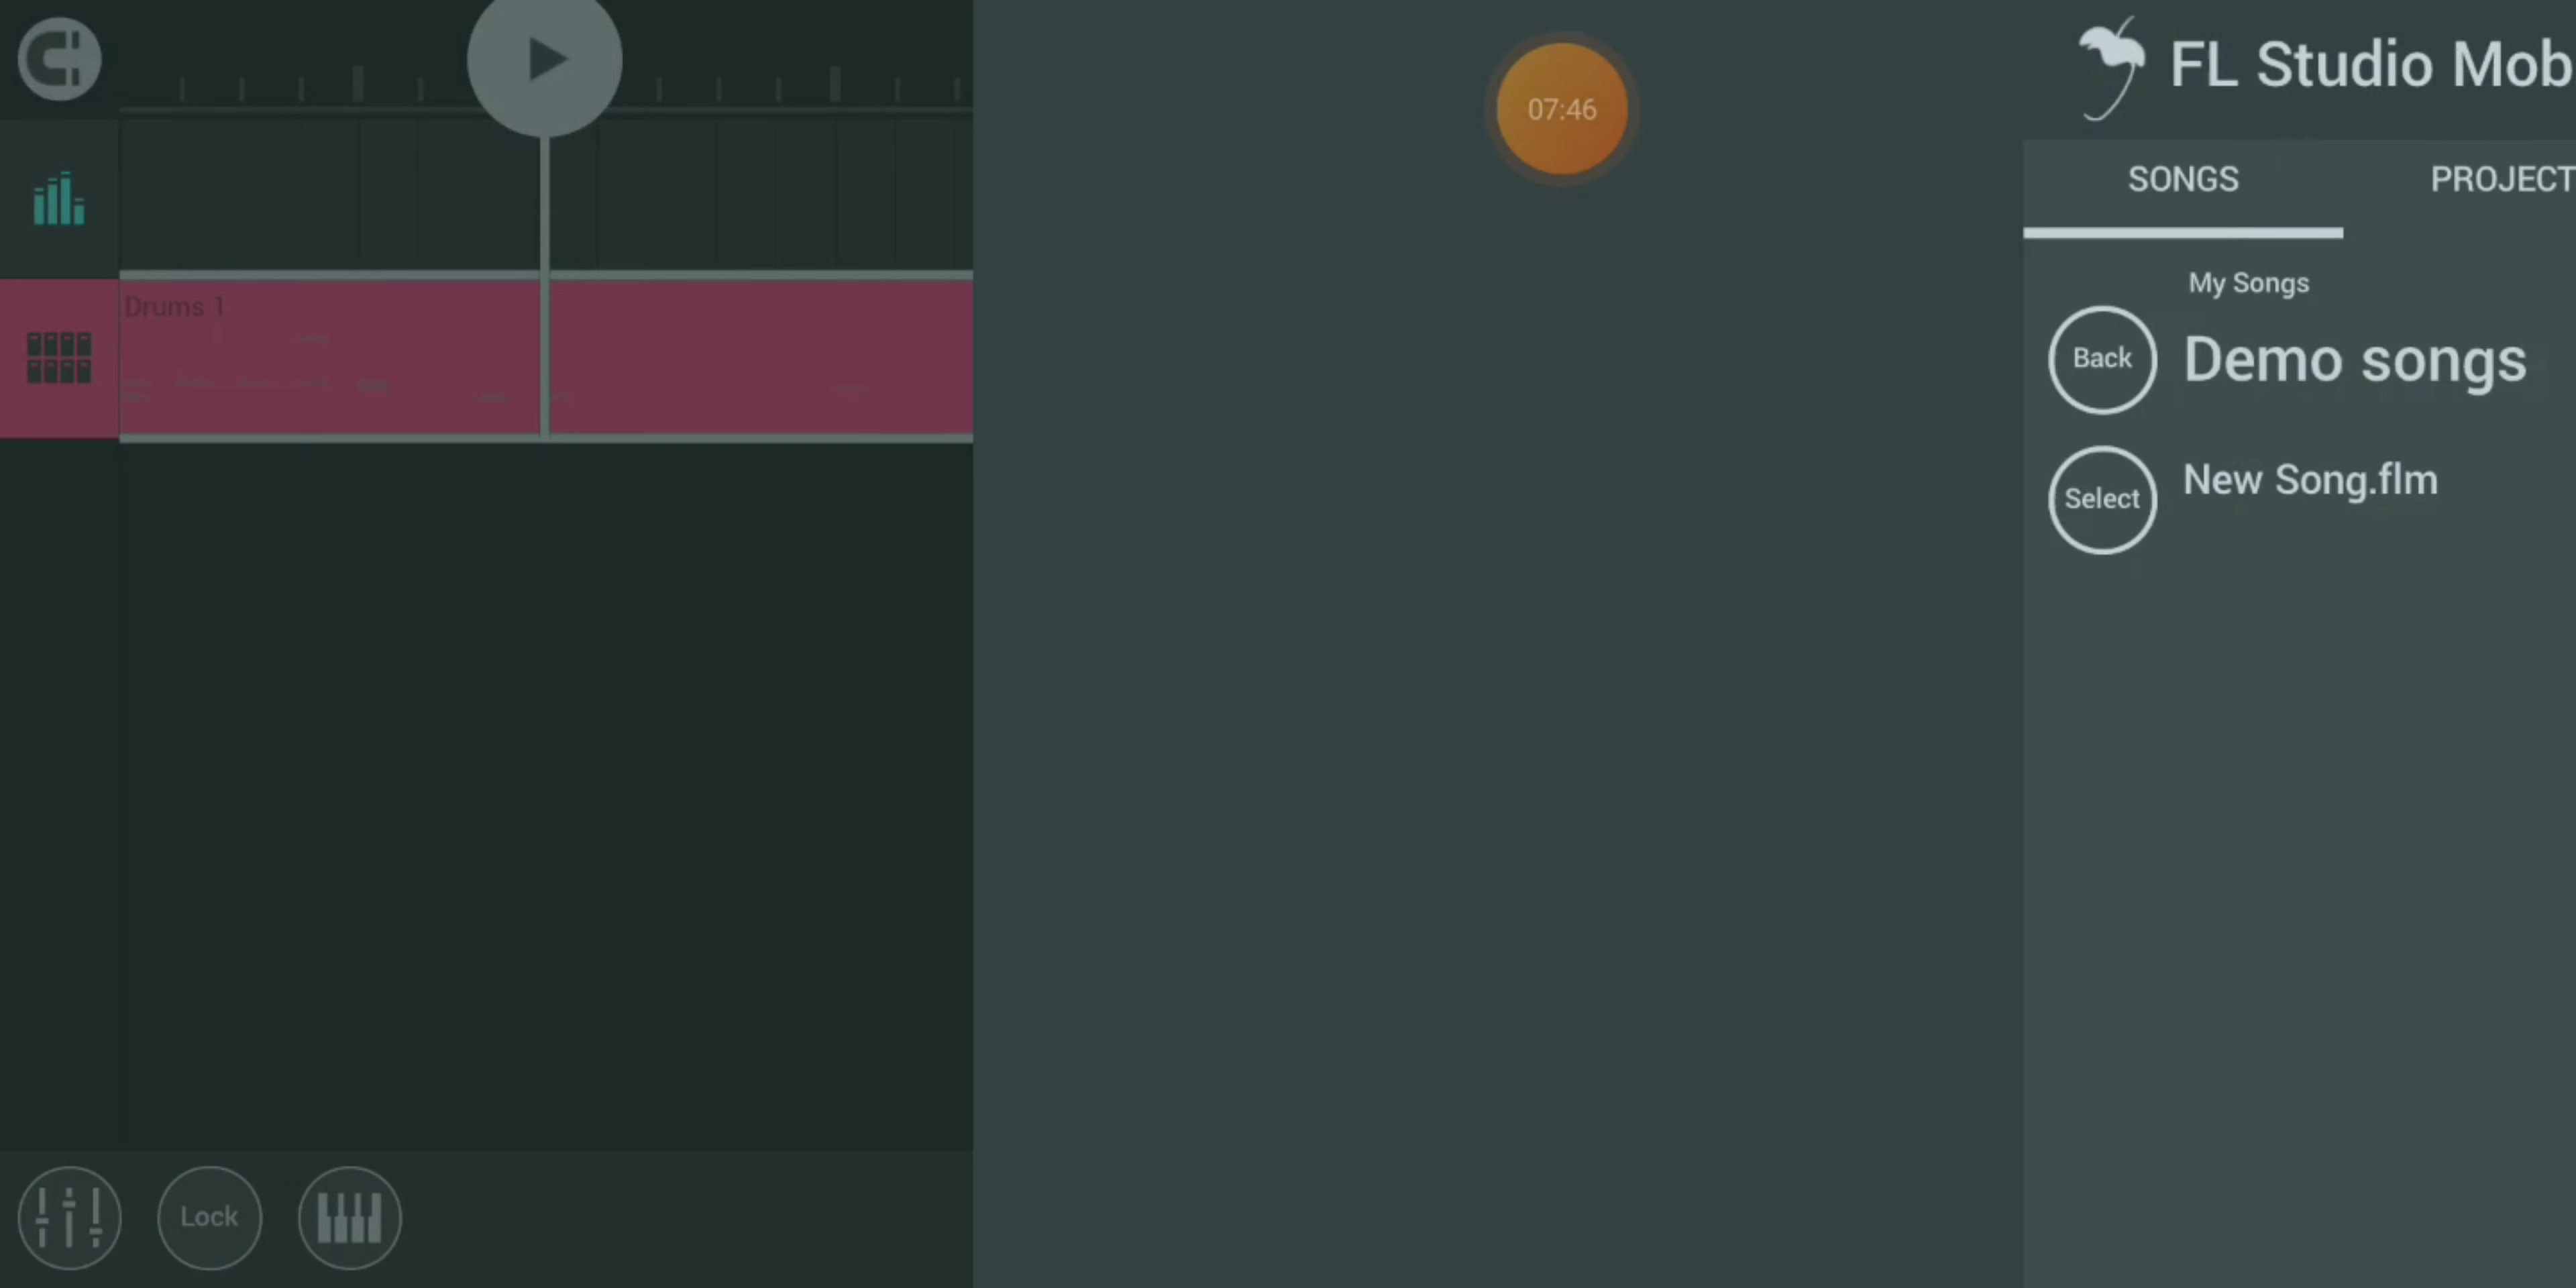 Drums 1
Lock
07:46
FL Studio Mob
SONGS
PROJECT
My Songs
Back
Demo songs
Select
New Song.flm